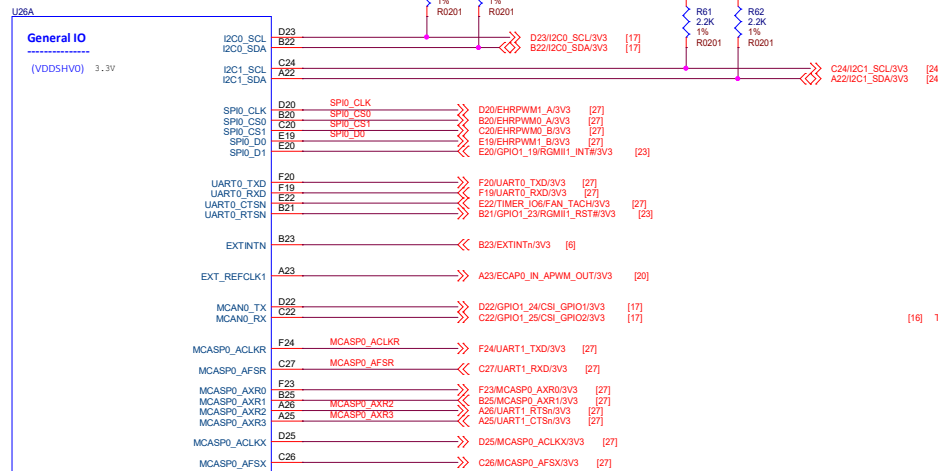 1% 1%
R0201 R0201
U26A
General IO
(VDDSHV0) 3.3V
R61 R62
2.2K 2.2K
1% 1%
R0201 R0201
I2C0_SCL D23 D23/I2C0_SCL/3V3 [17]
I2C0_SDA B22 B22/I2C0_SDA/3V3 [17]
I2C1_SCL C24 C24/I2C1_SCL/3V3 [24
I2C1_SDA A22 A22/I2C1_SDA/3V3 [24
SPI0_CLK D20 SPI0_CLK D20/EHRPWM1_A/3V3 [27]
SPI0_CS0 B20 SPI0_CS0 B20/EHRPWM0_A/3V3 [27]
SPI0_CS1 C20 SPI0_CS1 C20/EHRPWM0_B/3V3 [27]
SPI0_D0 E19 SPI0_D0 E19/EHRPWM1_B/3V3 [27]
SPI0_D1 E20 E20/GPIO1_19/RGMII1_INT#/3V3 [23]
UART0_TXD F20 F20/UART0_TXD/3V3 [27]
UART0_RXD F19 F19/UART0_RXD/3V3 [27]
UART0_CTSN E22 E22/TIMER_IO6/FAN_TACH/3V3 [27]
UART0_RTSN B21 B21/GPIO1_23/RGMII1_RST#/3V3 [23]
EXTINTN B23 B23/EXTINTn/3V3 [6]
EXT_REFCLK1 A23 A23/ECAP0_IN_APWM_OUT/3V3 [20]
MCAN0_TX D22 D22/GPIO1_24/CSI_GPIO1/3V3 [17]
MCAN0_RX C22 C22/GPIO1_25/CSI_GPIO2/3V3 [17] [16] T
MCASP0_ACLKR F24 MCASP0_ACLKR F24/UART1_TXD/3V3 [27]
MCASP0_AFSR C27 MCASP0_AFSR C27/UART1_RXD/3V3 [27]
MCASP0_AXR0 F23 F23/MCASP0_AXR0/3V3 [27]
MCASP0_AXR1 B25 B25/MCASP0_AXR1/3V3 [27]
MCASP0_AXR2 A26 MCASP0_AXR2 A26/UART1_RTSn/3V3 [27]
MCASP0_AXR3 A25 MCASP0_AXR3 A25/UART1_CTSn/3V3 [27]
MCASP0_ACLKX D25 D25/MCASP0_ACLKX/3V3 [27]
MCASP0_AFSX C26 C26/MCASP0_AFSX/3V3 [27]